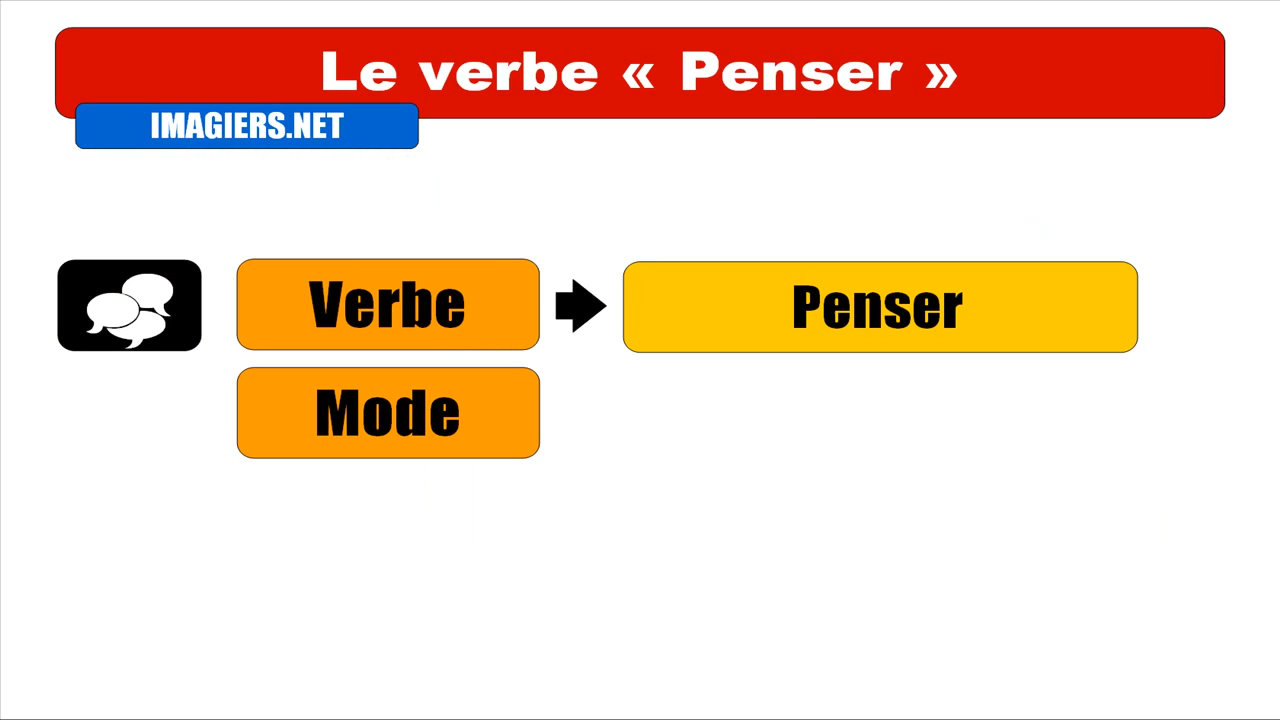 Le verbe « Penser »
IMAGIERS.NET
Verbe
Penser
Mode